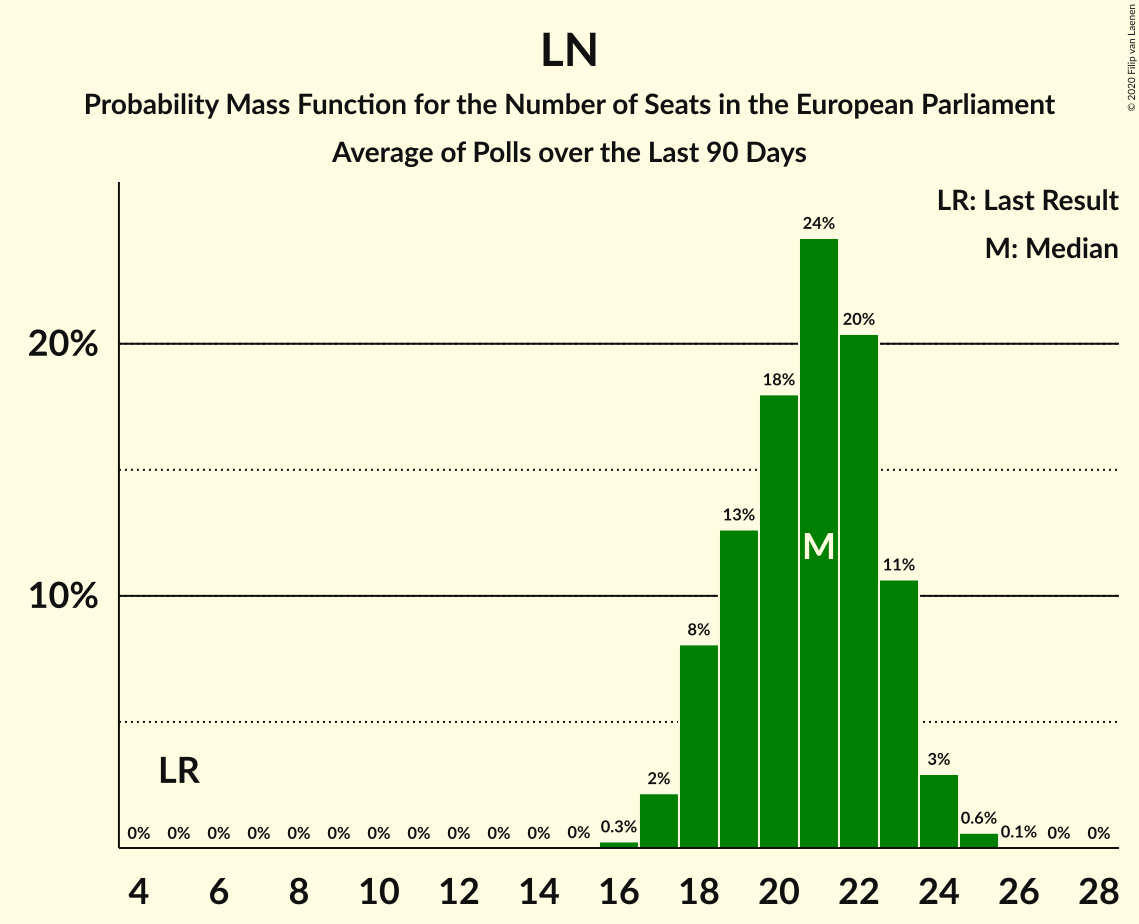 LN
Probability Mass Function for the Number of Seats in the European Parliament
Average of Polls over the Last 90 Days
© 2020 Filip van Laenen
LR: Last Result
M: Median
24%
20%
20%
18%
13%
M
11%
10%
8%
LR
2%
3%
0% 0% 0% 0% 0% 0% 0% 0% 0% 0% 0% 0% 0.3% 0.6% 0.1% 0% 0%
4 6 8 10 12 14 16 18 20 22 24 26 28